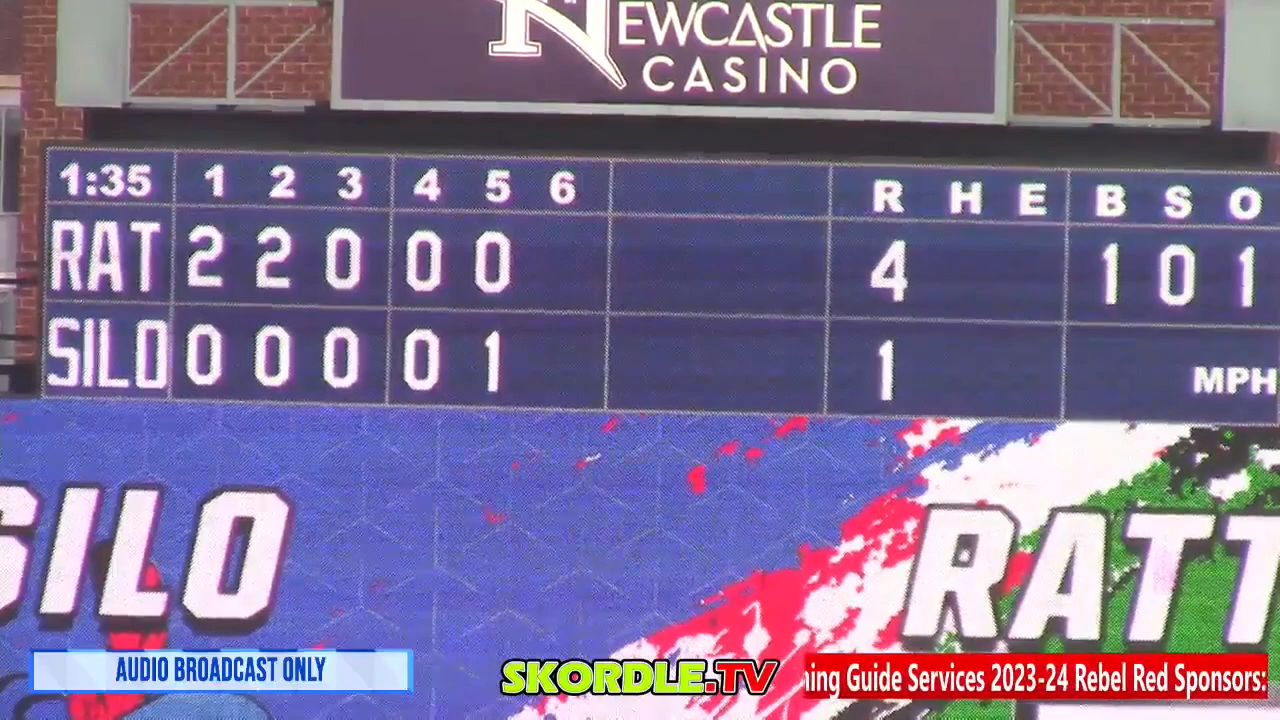 NEWCASTLE
CASINO
1:35 1 2 3 4 5 6 R H E B S O
RAT 2 2 0 0 0 4 1 0 1
SILO 0 0 0 0 1 1 MPH
SILO RATT
AUDIO BROADCAST ONLY
SKORDLE.TV
ning Guide Services 2023-24 Rebel Red Sponsors: